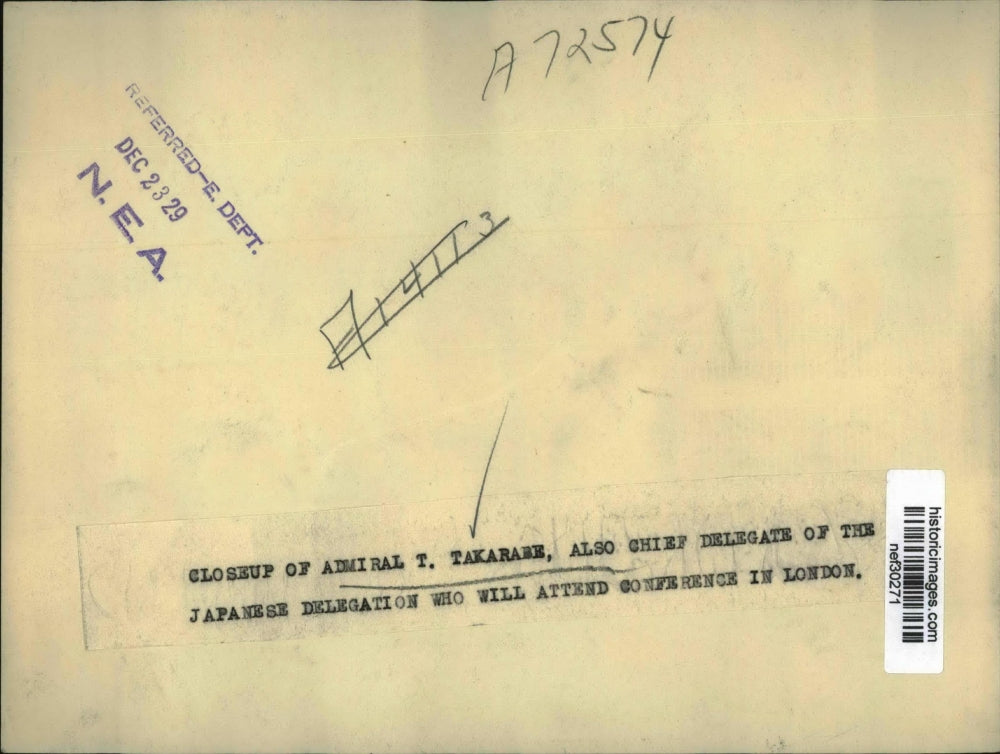 A 72574
REFERRED—E. DEPT.
DEC 23 29
N. E. A.
CLOSEUP OF ADMIRAL T. TAKARABE, ALSO CHIEF DELEGATE OF THE
JAPANESE DELEGATION WHO WILL ATTEND CONFERENCE IN LONDON.
historicimages.com
nef30271